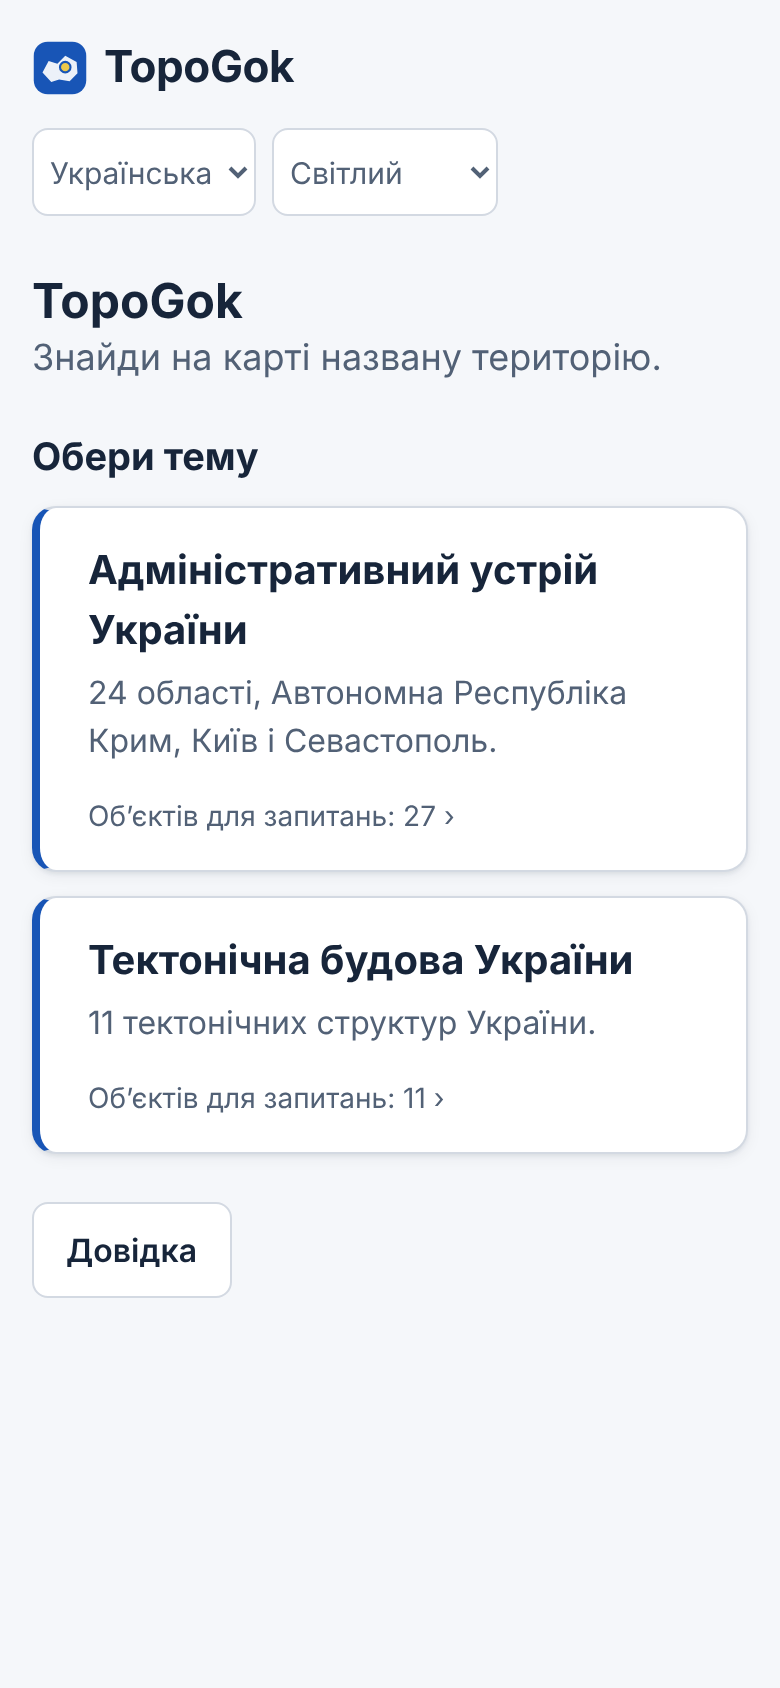 TopoGok
Українська
Світлий
TopoGok
Знайди на карті названу територію.
Обери тему
Адміністративний устрій
України
24 області, Автономна Республіка
Крим, Київ і Севастополь.
Об’єктів для запитань: 27 ›
Тектонічна будова України
11 тектонічних структур України.
Об’єктів для запитань: 11 ›
Довідка